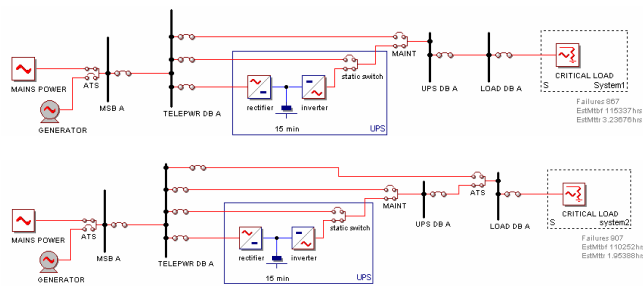 MAINS POWER
ATS
GENERATOR
MSB A
TELEPWR DB A
rectifier
inverter
static switch
15 min
UPS
MAINT
UPS DB A
LOAD DB A
CRITICAL LOAD
S
System1
Failures 867
EstMtbf 115337hrs
EstMttr 3.23676hrs
MAINS POWER
ATS
GENERATOR
MSB A
TELEPWR DB A
rectifier
inverter
static switch
15 min
UPS
MAINT
UPS DB A
ATS
LOAD DB A
CRITICAL LOAD
S
system2
Failures 907
EstMtbf 110252hrs
EstMttr 1.95388hrs